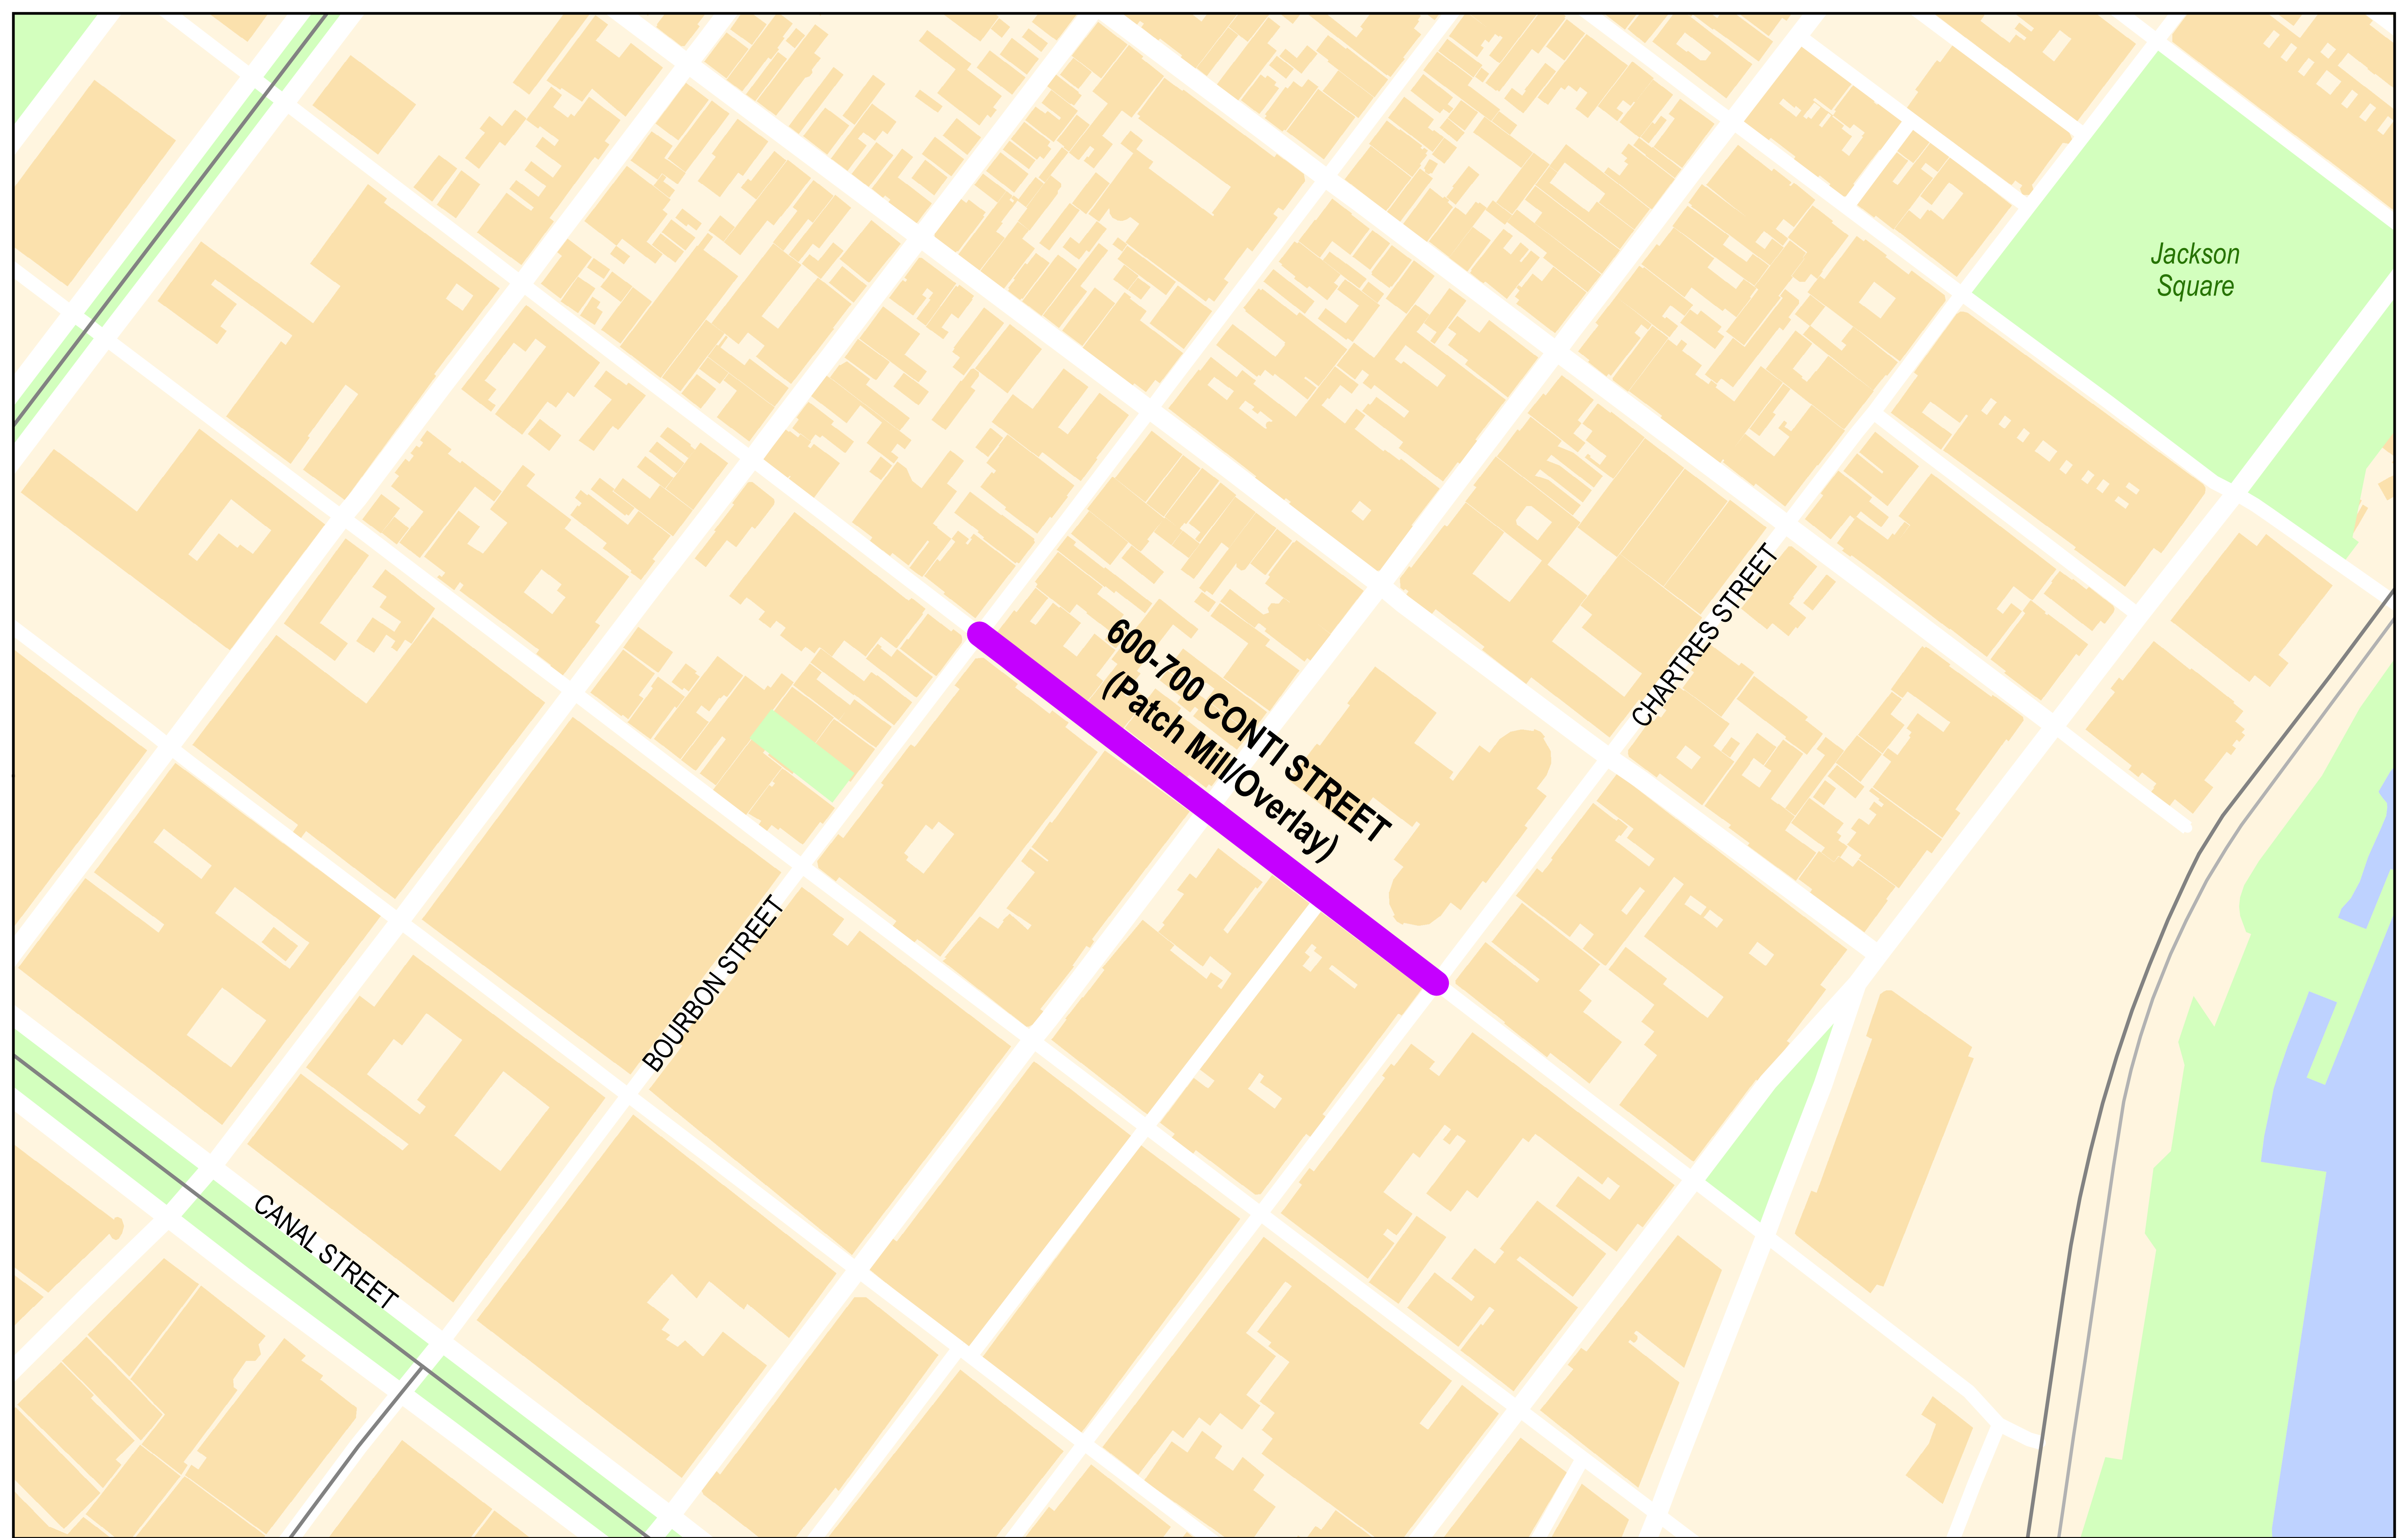 Jackson
Square
CHARTRES STREET
600-700 CONTI STREET
(Patch Mill/Overlay)
BOURBON STREET
CANAL STREET